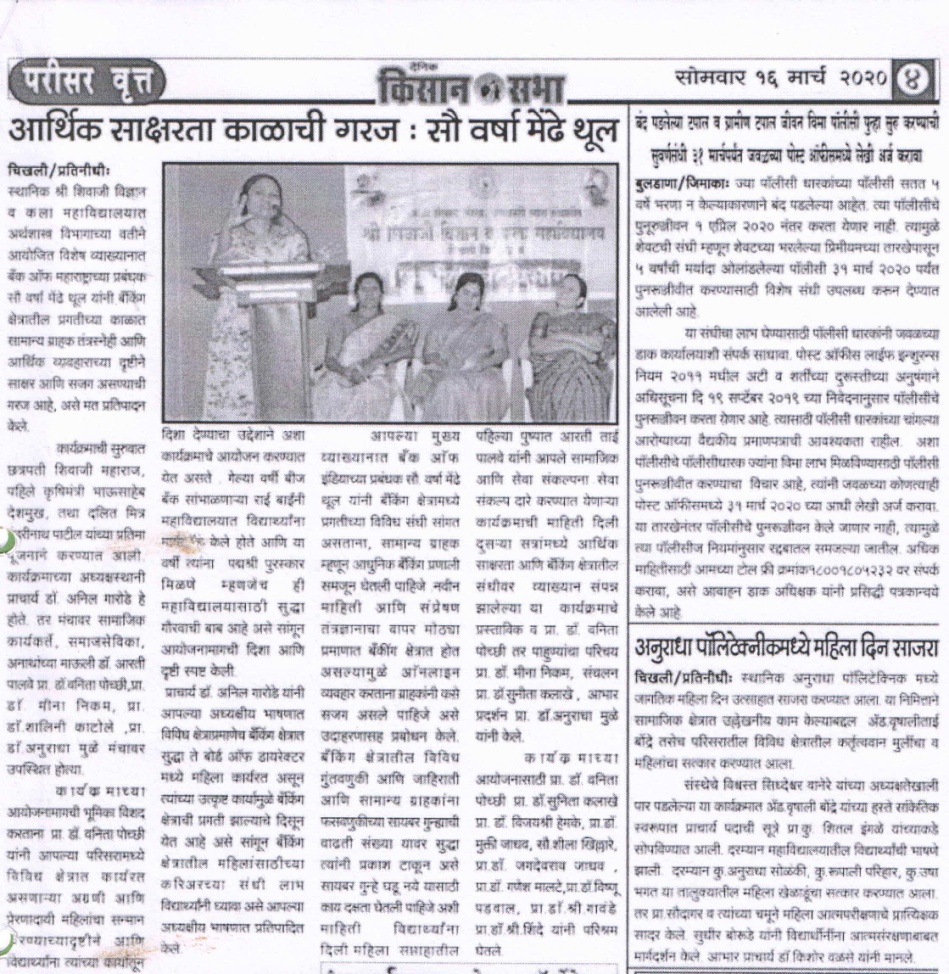 परीसर वृत्त
दैनिक
किसान सभा
सोमवार १६ मार्च २०२० ४
आर्थिक साक्षरता काळाची गरज : सौ वर्षा मेंढे थूल
चिखली/प्रतिनीधीः
स्थानिक श्री शिवाजी विज्ञान
व कला महाविद्यालयात
अर्थशास्त्र विभागाच्या वतीने
आयोजित विशेष व्याख्यानात
बँक ऑफ महाराष्ट्राच्या प्रबंधक
सौ वर्षा मेंढे थूल यांनी बँकिंग
क्षेत्रातील प्रगतीच्या काळात
सामान्य ग्राहक तंत्रस्नेही आणि
आर्थिक व्यवहाराच्या दृष्टीने
साक्षर आणि सजग असण्याची
गरज आहे, असे मत प्रतिपादन
केले.
कार्यक्रमाची सुरुवात
छत्रपती शिवाजी महाराज,
पहिले कृषिमंत्री भाऊसाहेब
देशमुख, तथा दलित मित्र
पाटील यांच्या प्रतिमा
पूजनाने करण्यात आली.
कार्यक्रमाच्या अध्यक्षस्थानी
प्राचार्य डॉ. अनिल गारोडे हे
होते. तर मंचावर सामाजिक
कार्यकर्ते, समाजसेविका,
अनाथांच्या माऊली डॉ. आरती
पालवे प्रा. डॉ.वनिता पोच्छी,प्रा.
डॉ. मीना निकम, प्रा.
डॉ.शालिनी काटोले ,प्रा.
डॉ.अनुराधा मुळे मंचावर
उपस्थित होत्या.
कार्यक्रमाच्या
आयोजनामागची भूमिका विशद
करताना प्रा. डॉ वनिता पोच्छी
यांनी आपल्या परिसरामध्ये
विविध क्षेत्रात कार्यरत
असणाऱ्या अग्रणी आणि
प्रेरणादायी महिलांचा सन्मान
करण्याच्यादृष्टीने आणि
विद्यार्थ्यांना त्यांच्या कार्यातून
श्री शिवाजी विज्ञान व कला महाविद्यालय
दिशा देण्याचा उद्देशाने अशा
कार्यक्रमाचे आयोजन करण्यात
येत असते . गेल्या वर्षी बीज
बँक सांभाळणाऱ्या राई बाईंनी
महाविद्यालयात विद्यार्थ्यांना
केले होते आणि या
वर्षी त्यांना पद्मश्री पुरस्कार
मिळणे म्हणजेच ही
महाविद्यालयासाठी सुद्धा
गौरवाची बाब आहे असे सांगून
आयोजनामागची दिशा आणि
दृष्टी स्पष्ट केली.
प्राचार्य डॉ. अनिल गारोडे यांनी
आपल्या अध्यक्षीय भाषणात
विविध क्षेत्राप्रमाणेच बँकिंग क्षेत्रात
सुद्धा ते बोर्ड ऑफ डायरेक्टर
मध्ये महिला कार्यरत असून
त्यांच्या उत्कृष्ट कार्यामुळे बँकिंग
क्षेत्राची प्रगती झाल्याचे दिसून
येत आहे असे सांगून बँकिंग
क्षेत्रातील महिलांसाठीच्या
करिअरच्या संधी लाभ
विद्यार्थ्यांनी घ्यावा असे आपल्या
अध्यक्षीय भाषणात प्रतिपादित
केले
आपल्या मुख्य
व्याख्यानात बँक ऑफ
इंडियाच्या प्रबंधक सौ. वर्षा मेंढे
थूल यांनी बँकिंग क्षेत्रामध्ये
प्रगतीच्या विविध संधी सांगत
असताना, सामान्य ग्राहक
म्हणून आधुनिक बँकिंग प्रणाली
समजून घेतली पाहिजे .नवीन
माहिती आणि संप्रेषण
तंत्रज्ञानाचा वापर मोठ्या
प्रमाणात बँकींग क्षेत्रात होत
असल्यामुळे ऑनलाइन
व्यवहार करताना ग्राहकांनी कसे
सजग असले पाहिजे असे
उदाहरणासह प्रबोधन केले.
बँकिंग क्षेत्रातील विविध
गुंतवणुकी आणि जाहिराती
आणि सामान्य ग्राहकांना
फसवणुकीच्या सायबर गुन्ह्याची
वाढती संख्या यावर सुद्धा
त्यांनी प्रकाश टाकून असे
सायबर गुन्हे घडू नये यासाठी
काय दक्षता घेतली पाहिजे अशी
माहिती विद्यार्थ्यांना
दिली महिला सप्ताहातील
पहिल्या पुष्पात आरती ताई
पालवे यांनी आपले सामाजिक
आणि सेवा संकल्पना सेवा
संकल्प द्वारे करण्यात येणाऱ्या
कार्यक्रमाची माहिती दिली
दुसऱ्या सत्रांमध्ये आर्थिक
साक्षरता आणि बँकिंग क्षेत्रातील
संधीवर व्याख्यान संपन्न
झालेल्या या कार्यक्रमाचे
प्रस्ताविक व प्रा. डॉ. वनिता
पोच्छी तर पाहुण्यांचा परिचय
प्रा. डॉ. मीना निकम, संचलन
प्रा डॉसुनीता कलाखे , आभार
प्रदर्शन प्रा. डॉ.अनुराधा मुळे
यांनी केले.
कार्यक्रमाच्या
आयोजनासाठी प्रा. डॉ. वनिता
पोच्छी प्रा. डॉ.सुनिता कलाखे
प्रा. डॉ. विजयश्री हेमके, प्रा.डॉ.
मुक्ती जाधव, सौ.शीला खिल्लारे,
प्रा.डॉ. जगदेवराव जाधव ,
प्रा.डॉ. गणेश मालटे,प्रा.डॉ.विष्णू
पडवाल, प्रा.डॉ.श्री.गावंडे
प्रा डॉ श्री.शिंदे यांनी परिश्रम
घेतले
बंद पडलेल्या टपाल व ग्रामीण टपाल जीवन विमा पॉलीसी पुन्हा सुरु करण्याची
सुवर्णसंधी ३१ मार्चपर्यंत जवळच्या पोस्ट ऑफीसमध्ये लेखी अर्ज करावा
बुलडाणा/जिमाकाः ज्या पॉलीसी धारकांच्या पॉलीसी सतत ५
वर्षे भरणा न केल्याकारणाने बंद पडलेल्या आहेत. त्या पॉलीसीचे
पुनरूज्जीवन १ एप्रिल २०२० नंतर करता येणार नाही. त्यामुळे
शेवटची संधी म्हणून शेवटच्या भरलेल्या प्रिमीयमच्या तारखेपासून
५ वर्षाची मर्यादा ओलांडलेल्या पॉलीसी ३१ मार्च २०२० पर्यंत
पुनरूज्जीवीत करण्यासाठी विशेष संधी उपलब्ध करून देण्यात
आलेली आहे.
या संधीचा लाभ घेण्यासाठी पॉलीसी धारकांनी जवळच्या
डाक कार्यालयाशी संपर्क साधावा. पोस्ट ऑफीस लाईफ इन्शुरन्स
नियम २०११ मधील अटी व शर्तीच्या दुरूस्तीच्या अनुषंगाने
अधिसूचना दि १९ सप्टेंबर २०१९ च्या निवेदनानुसार पॉलीसीचे
पुनरूज्जीवन करता येणार आहे. त्यासाठी पॉलीसी धारकाच्या चांगल्या
आरोग्याच्या वैद्यकीय प्रमाणपत्राची आवश्यकता राहील. अशा
पॉलीसीचे पॉलीसीधारक ज्यांना विमा लाभ मिळविण्यासाठी पॉलीसी
पुनरूज्जीवीत करण्याचा विचार आहे, त्यांनी जवळच्या कोणत्याही
पोस्ट ऑफीसमध्ये ३१ मार्च २०२० च्या आधी लेखी अर्ज करावा.
या तारखेनंतर पॉलीसीचे पुनरूज्जीवन केले जाणार नाही, त्यामुळे
त्या पॉलीसीज नियमांनुसार रद्दबातल समजल्या जातील. अधिक
माहितीसाठी आमच्या टोल फ्री क्रमांक१८००१८०५२३२ वर संपर्क
करावा, असे आवाहन डाक अधिक्षक यांनी प्रसिद्धी पत्रकान्वये
केले आहे.
अनुराधा पॉलिटेक्नीकमध्ये महिला दिन साजरा
चिखली/प्रतिनीधीः स्थानिक अनुराधा पॉलिटेक्निक मध्ये
जागतिक महिला दिन उत्साहात साजरा करण्यात आला. या निमित्ताने
सामाजिक क्षेत्रात उल्लेखनीय काम केल्याबद्दल अॅड.वृषालीताई
बोंद्रे तसेच परिसरातील विविध क्षेत्रातील कर्तृत्ववान मुलींचा व
महिलांचा सत्कार करण्यात आला.
संस्थेचे विश्वस्त सिध्देश्वर वानेरे यांच्या अध्यक्षतेखाली
पार पडलेल्या या कार्यक्रमात अॅड.वृषाली बोंद्रे यांच्या हस्ते सांकेतिक
स्वरूपात प्राचार्य पदाची सूत्रे प्रा.कु. शितल इंगळे यांच्याकडे
सोपविण्यात आली. दरम्यान महाविद्यालयातील विद्यार्थ्यांची भाषणे
झाली. दरम्यान कु.अनुराधा सोळंकी, कु.रूपाली परिहार, कु उषा
भगत या तालुक्यातील महिला खेळाडूंचा सत्कार करण्यात आला.
तर प्रा.सौदागर व त्यांच्या चमूने महिला आत्मपरीक्षणाचे प्रात्यक्षिक
सादर केले. सुधीर बोरूडे यांनी विद्यार्थीनींना आत्मसंरक्षणाबाबत
मार्गदर्शन केले. आभार प्राचार्य डॉ किशोर वळसे यांनी मानले.